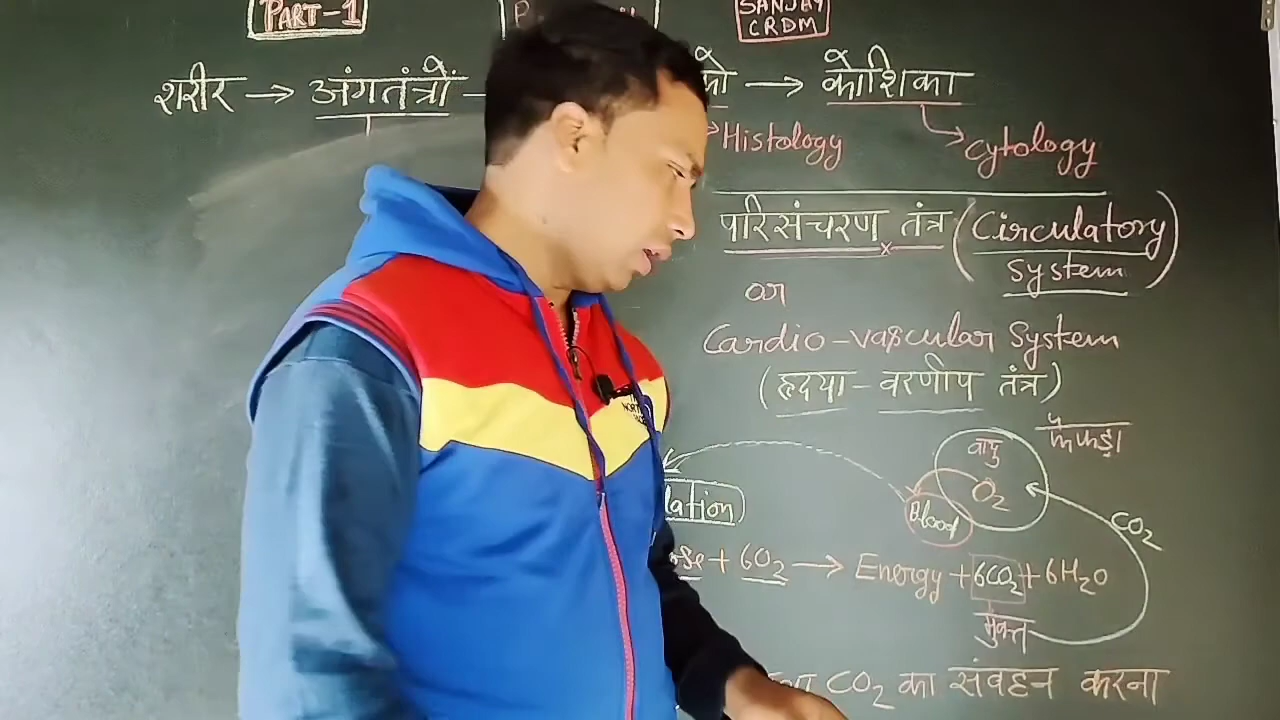 PART-1
SANJAY
CRDM
शरीर → अंगतंत्रों – को → कोशिका
Histology
Cytology
परिसंचरण तंत्र (Circulatory
System
or
Cardio-vascular System
(हृदया - वरणीय तंत्र)
फेफड़ा
वायु
O₂
Blood
CO₂
lation
ose + 6O₂ → Energy + 6CO₂ + 6H₂O
मुक्त
CO₂ का संवहन करना